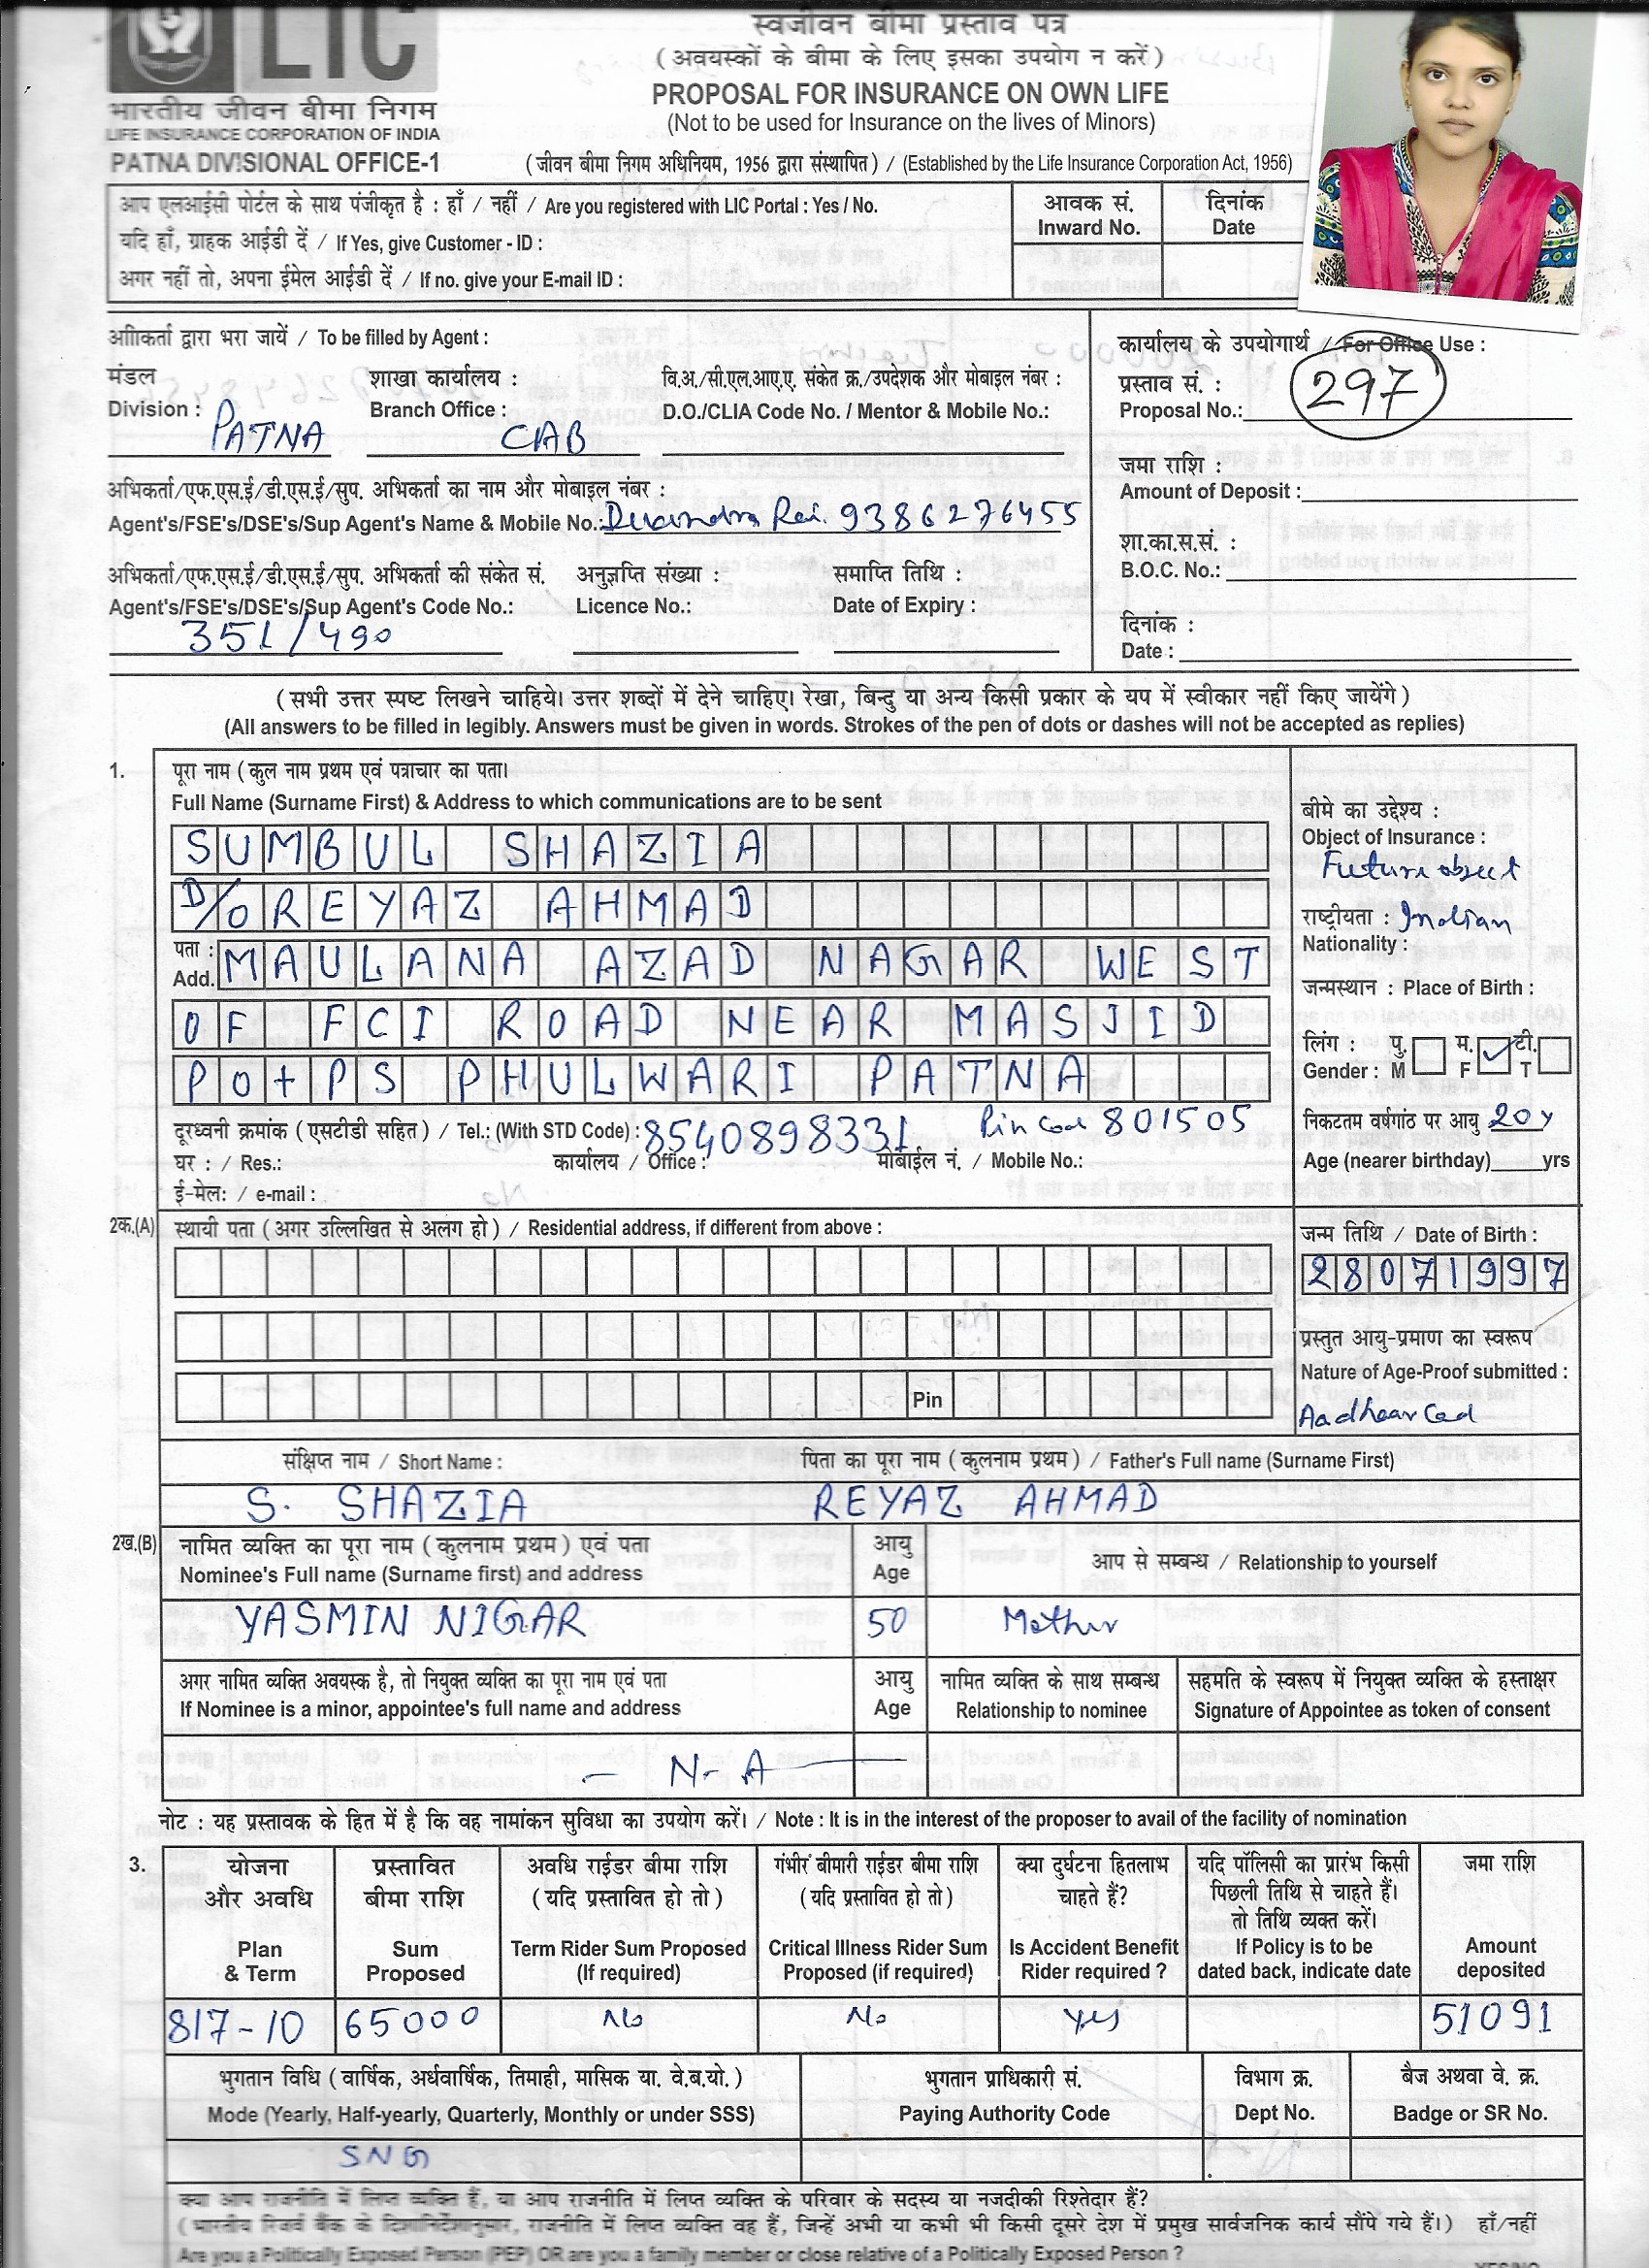 LIC
भारतीय जीवन बीमा निगम
LIFE INSURANCE CORPORATION OF INDIA
PATNA DIVISIONAL OFFICE-1
स्वजीवन बीमा प्रस्ताव पत्र
(अवयस्कों के बीमा के लिए इसका उपयोग न करें)
PROPOSAL FOR INSURANCE ON OWN LIFE
(Not to be used for Insurance on the lives of Minors)
(जीवन बीमा निगम अधिनियम, 1956 द्वारा संस्थापित) / (Established by the Life Insurance Corporation Act, 1956)
आप एलआईसी पोर्टल के साथ पंजीकृत है : हाँ / नहीं / Are you registered with LIC Portal : Yes / No.
यदि हाँ, ग्राहक आईडी दें / If Yes, give Customer - ID :
अगर नहीं तो, अपना ईमेल आईडी दें / If no. give your E-mail ID :
आवक सं. दिनांक
Inward No. Date
अभिकर्ता द्वारा भरा जायें / To be filled by Agent :
मंडल शाखा कार्यालय : वि.अ./सी.एल.आए.ए. संकेत क्र./उपदेशक और मोबाइल नंबर :
Division : PATNA Branch Office : CAB D.O./CLIA Code No. / Mentor & Mobile No.:
अभिकर्ता/एफ.एस.ई/डी.एस.ई/सुप. अभिकर्ता का नाम और मोबाइल नंबर :
Agent's/FSE's/DSE's/Sup Agent's Name & Mobile No.: 9386276455
अभिकर्ता/एफ.एस.ई/डी.एस.ई/सुप. अभिकर्ता की संकेत सं. अनुज्ञप्ति संख्या : समाप्ति तिथि :
Agent's/FSE's/DSE's/Sup Agent's Code No.: Licence No.: Date of Expiry :
351/490
कार्यालय के उपयोगार्थ / For Office Use :
प्रस्ताव सं. :
Proposal No.: 297
जमा राशि :
Amount of Deposit :
शा.का.स.सं. :
B.O.C. No.:
दिनांक :
Date :
(सभी उत्तर स्पष्ट लिखने चाहिये। उत्तर शब्दों में देने चाहिए। रेखा, बिन्दु या अन्य किसी प्रकार के यप में स्वीकार नहीं किए जायेंगे)
(All answers to be filled in legibly. Answers must be given in words. Strokes of the pen of dots or dashes will not be accepted as replies)
1. पूरा नाम (कुल नाम प्रथम एवं पत्राचार का पता।
Full Name (Surname First) & Address to which communications are to be sent
SUMBUL SHAZIA
D/O REYAZ AHMAD
पता :
Add. MAULANA AZAD NAGAR WEST
OF FCI ROAD NEAR MASJID
PO+PS PHULWARI PATNA
दूरध्वनी क्रमांक (एसटीडी सहित) / Tel.: (With STD Code) : 8540898331 Pin Code 801505
घर : / Res.: कार्यालय / Office : मोबाईल नं. / Mobile No.:
ई-मेल: / e-mail :
बीमे का उद्देश्य :
Object of Insurance :
Future object
राष्ट्रीयता : Indian
Nationality :
जन्मस्थान : Place of Birth :
लिंग : पु. म. ✓ टी.
Gender : M F T
निकटतम वर्षगांठ पर आयु 20y
Age (nearer birthday)____yrs
2क.(A) स्थायी पता (अगर उल्लिखित से अलग हो) / Residential address, if different from above :
Pin
जन्म तिथि / Date of Birth :
28071997
प्रस्तुत आयु-प्रमाण का स्वरूप
Nature of Age-Proof submitted :
Aadhear Cad
संक्षिप्त नाम / Short Name : पिता का पूरा नाम (कुलनाम प्रथम) / Father's Full name (Surname First)
S. SHAZIA REYAZ AHMAD
2ख.(B) नामित व्यक्ति का पूरा नाम (कुलनाम प्रथम) एवं पता आयु आप से सम्बन्ध / Relationship to yourself
Nominee's Full name (Surname first) and address Age
YASMIN NIGAR 50 Mother
अगर नामित व्यक्ति अवयस्क है, तो नियुक्त व्यक्ति का पूरा नाम एवं पता आयु नामित व्यक्ति के साथ सम्बन्ध सहमति के स्वरूप में नियुक्त व्यक्ति के हस्ताक्षर
If Nominee is a minor, appointee's full name and address Age Relationship to nominee Signature of Appointee as token of consent
— N-A —
नोट : यह प्रस्तावक के हित में है कि वह नामांकन सुविधा का उपयोग करें। / Note : It is in the interest of the proposer to avail of the facility of nomination
3. योजना और अवधि प्रस्तावित बीमा राशि अवधि राईडर बीमा राशि (यदि प्रस्तावित हो तो) गंभीर बीमारी राईडर बीमा राशि (यदि प्रस्तावित हो तो) क्या दुर्घटना हितलाभ चाहते हैं? यदि पॉलिसी का प्रारंभ किसी पिछली तिथि से चाहते हैं। तो तिथि व्यक्त करें। जमा राशि
Plan & Term Sum Proposed Term Rider Sum Proposed (If required) Critical Illness Rider Sum Proposed (if required) Is Accident Benefit Rider required ? If Policy is to be dated back, indicate date Amount deposited
817-10 65000 No No Yes 51091
भुगतान विधि (वार्षिक, अर्धवार्षिक, तिमाही, मासिक या. वे.ब.यो.) भुगतान प्राधिकारी सं. विभाग क्र. बैज अथवा वे. क्र.
Mode (Yearly, Half-yearly, Quarterly, Monthly or under SSS) Paying Authority Code Dept No. Badge or SR No.
SNG
क्या आप राजनीति में लिप्त व्यक्ति हैं, या आप राजनीति में लिप्त व्यक्ति के परिवार के सदस्य या नजदीकी रिश्तेदार हैं?
(भारतीय रिजर्व बैंक के दिशानिर्देशानुसार, राजनीति में लिप्त व्यक्ति वह हैं, जिन्हें अभी या कभी भी किसी दूसरे देश में प्रमुख सार्वजनिक कार्य सौंपे गये हैं।) हाँ/नहीं
Are you a Politically Exposed Person (PEP) OR are you a family member or close relative of a Politically Exposed Person ?
YES/NO